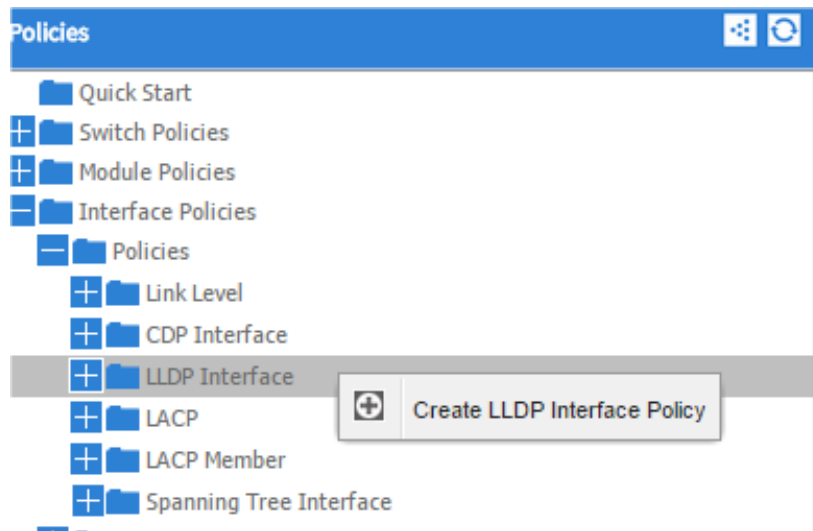 Policies
Quick Start
Switch Policies
Module Policies
Interface Policies
Policies
Link Level
CDP Interface
LLDP Interface
Create LLDP Interface Policy
LACP
LACP Member
Spanning Tree Interface